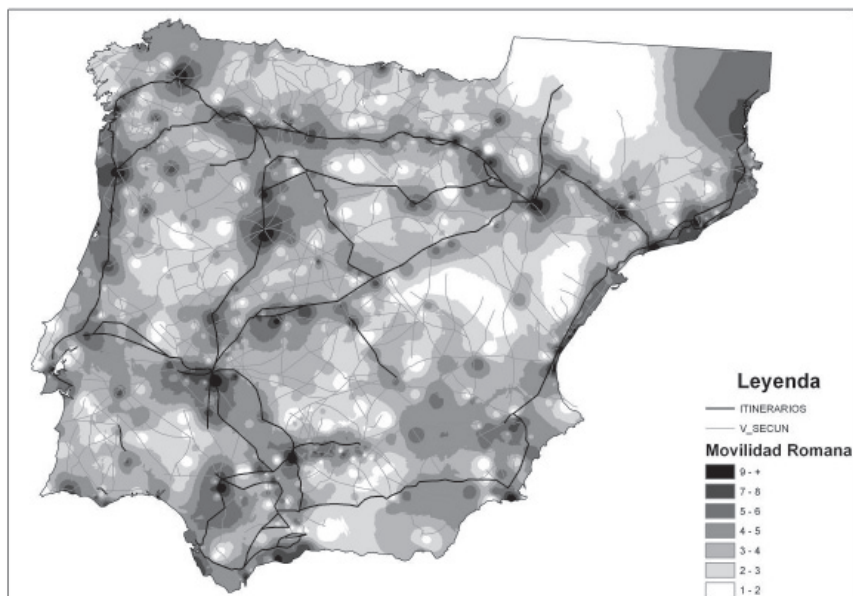 Leyenda
ITINERARIOS
V_SECUN
Movilidad Romana
9 - +
7 - 8
5 - 6
4 - 5
3 - 4
2 - 3
1 - 2